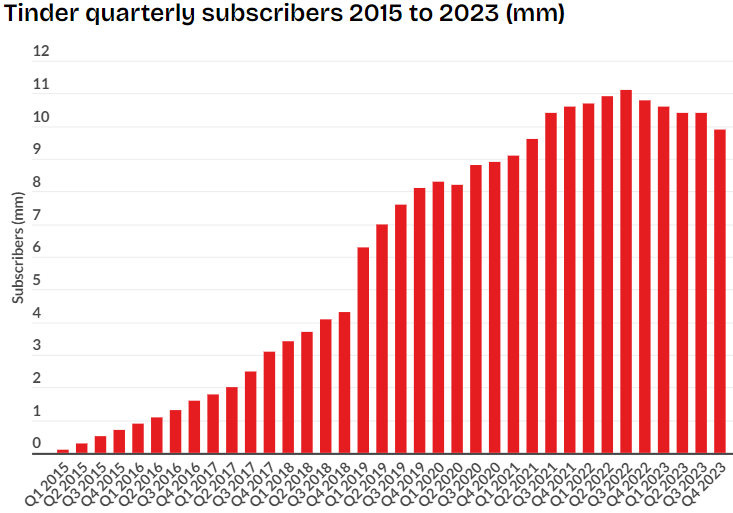 Tinder quarterly subscribers 2015 to 2023 (mm)
12
11
10
9
8
7
6
5
4
3
2
1
0
Subscribers (mm)
Q1 2015
Q2 2015
Q3 2015
Q4 2015
Q1 2016
Q2 2016
Q3 2016
Q4 2016
Q1 2017
Q2 2017
Q3 2017
Q4 2017
Q1 2018
Q2 2018
Q3 2018
Q4 2018
Q1 2019
Q2 2019
Q3 2019
Q4 2019
Q1 2020
Q2 2020
Q3 2020
Q4 2020
Q1 2021
Q2 2021
Q3 2021
Q4 2021
Q1 2022
Q2 2022
Q3 2022
Q4 2022
Q1 2023
Q2 2023
Q3 2023
Q4 2023